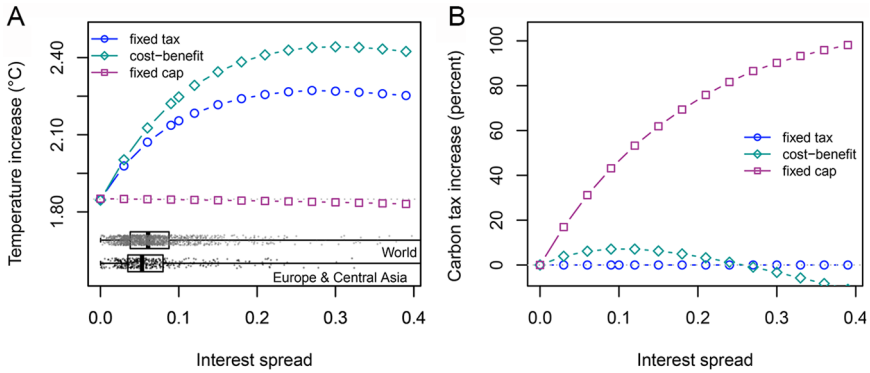 A
Temperature increase (°C)
2.40
2.10
1.80
fixed tax
cost−benefit
fixed cap
World
Europe & Central Asia
0.0 0.1 0.2 0.3 0.4
Interest spread
B
Carbon tax increase (percent)
100
80
60
40
20
0
fixed tax
cost−benefit
fixed cap
0.0 0.1 0.2 0.3 0.4
Interest spread